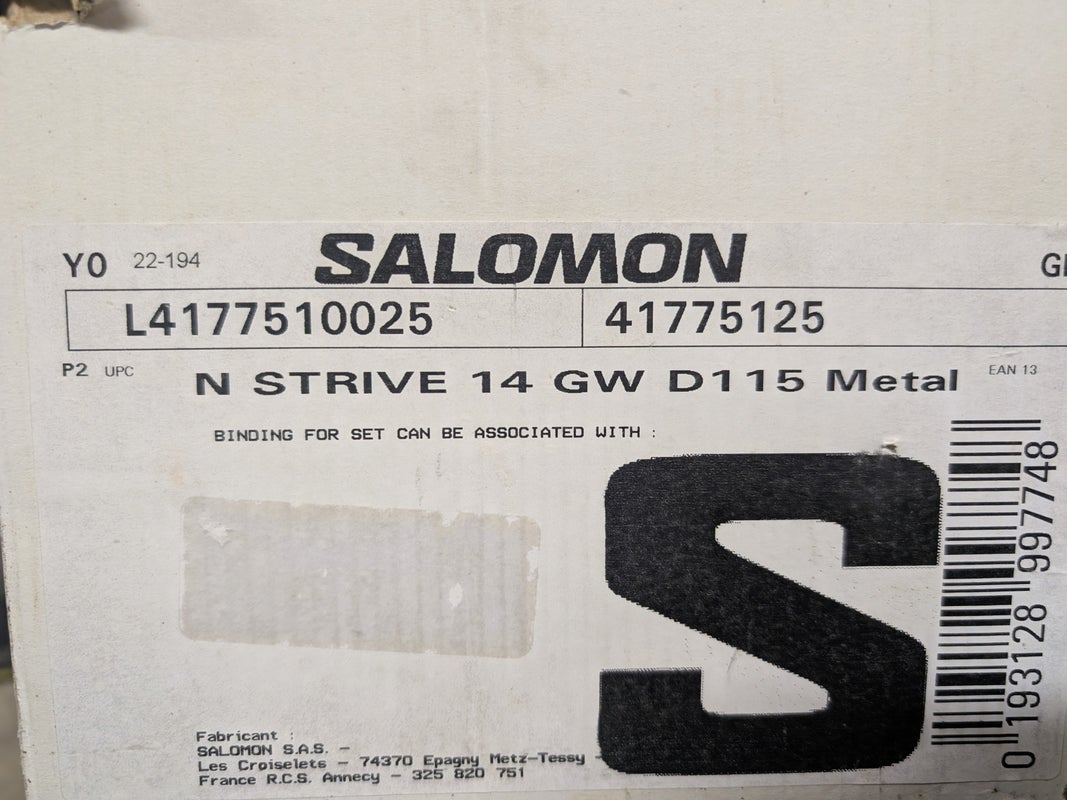 Y0 22-194 SALOMON
L4177510025 41775125
P2 UPC N STRIVE 14 GW D115 Metal EAN 13
BINDING FOR SET CAN BE ASSOCIATED WITH :
S
0 193128 997748
Fabricant :
SALOMON S.A.S. –
Les Croiselets – 74370 Epagny Metz-Tessy –
France R.C.S. Annecy – 325 820 751